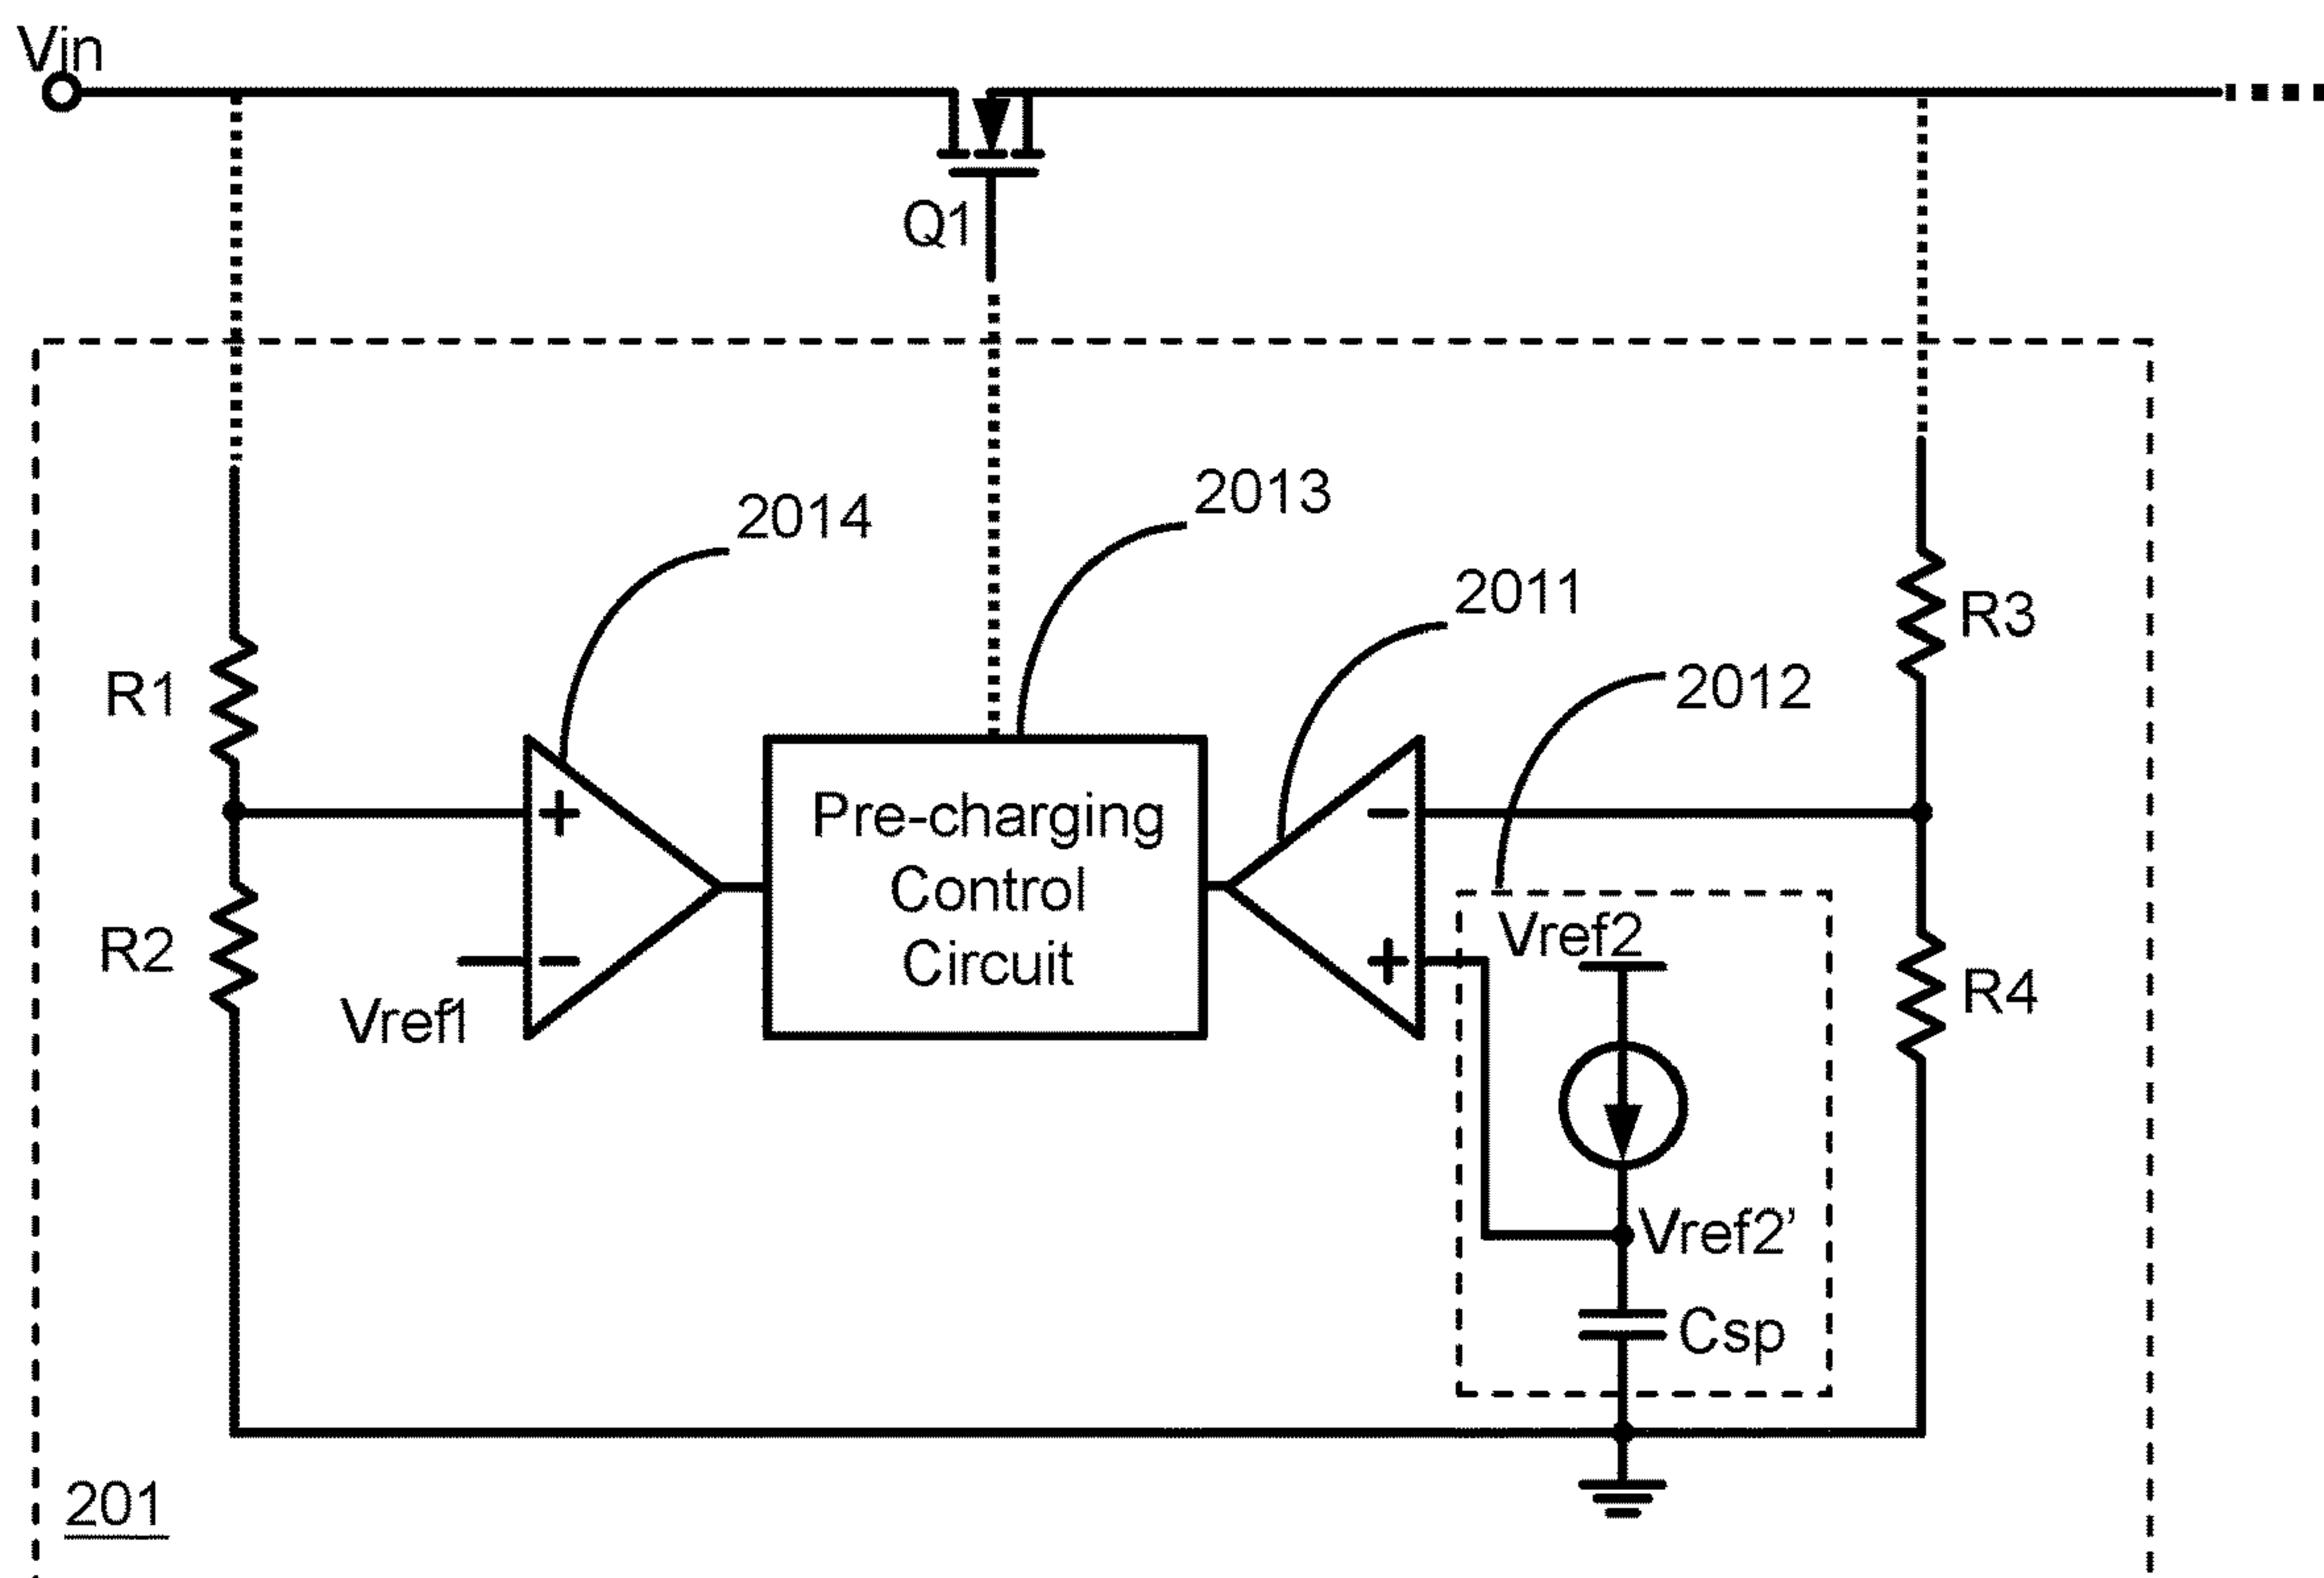 Vin
Q1
2014
2013
2011
2012
R1
R2
R3
R4
+
−
Vref1
Pre-charging
Control
Circuit
−
+
Vref2
Vref2’
Csp
201